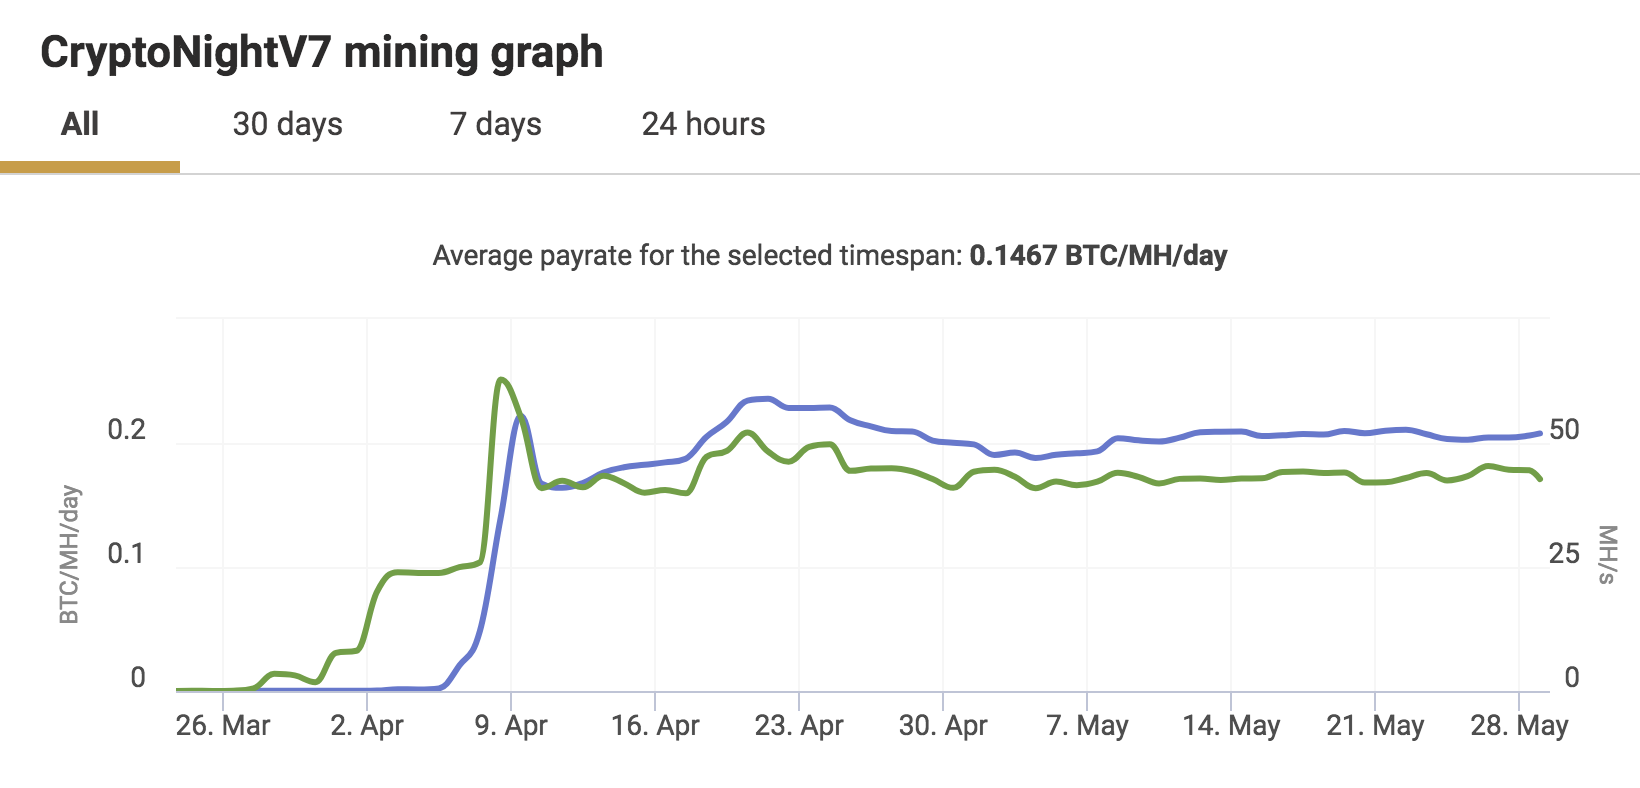 CryptoNightV7 mining graph
All 30 days 7 days 24 hours
Average payrate for the selected timespan: 0.1467 BTC/MH/day
0.2
0.1
0
BTC/MH/day
50
25
0
MH/s
26. Mar 2. Apr 9. Apr 16. Apr 23. Apr 30. Apr 7. May 14. May 21. May 28. May